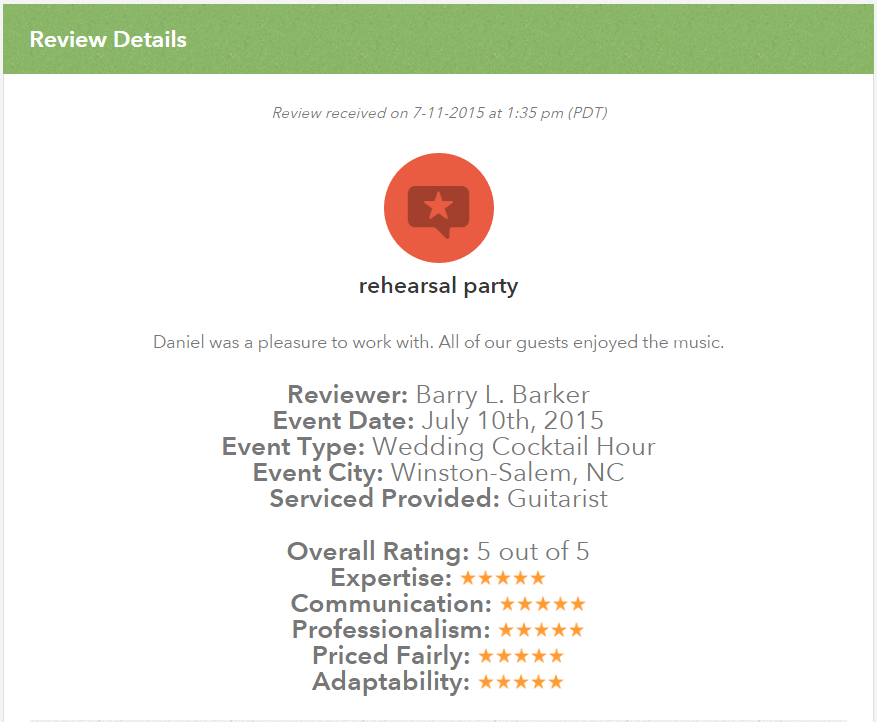 Review Details
Review received on 7-11-2015 at 1:35 pm (PDT)
rehearsal party
Daniel was a pleasure to work with. All of our guests enjoyed the music.
Reviewer: Barry L. Barker
Event Date: July 10th, 2015
Event Type: Wedding Cocktail Hour
Event City: Winston-Salem, NC
Serviced Provided: Guitarist
Overall Rating: 5 out of 5
Expertise: ★★★★★
Communication: ★★★★★
Professionalism: ★★★★★
Priced Fairly: ★★★★★
Adaptability: ★★★★★